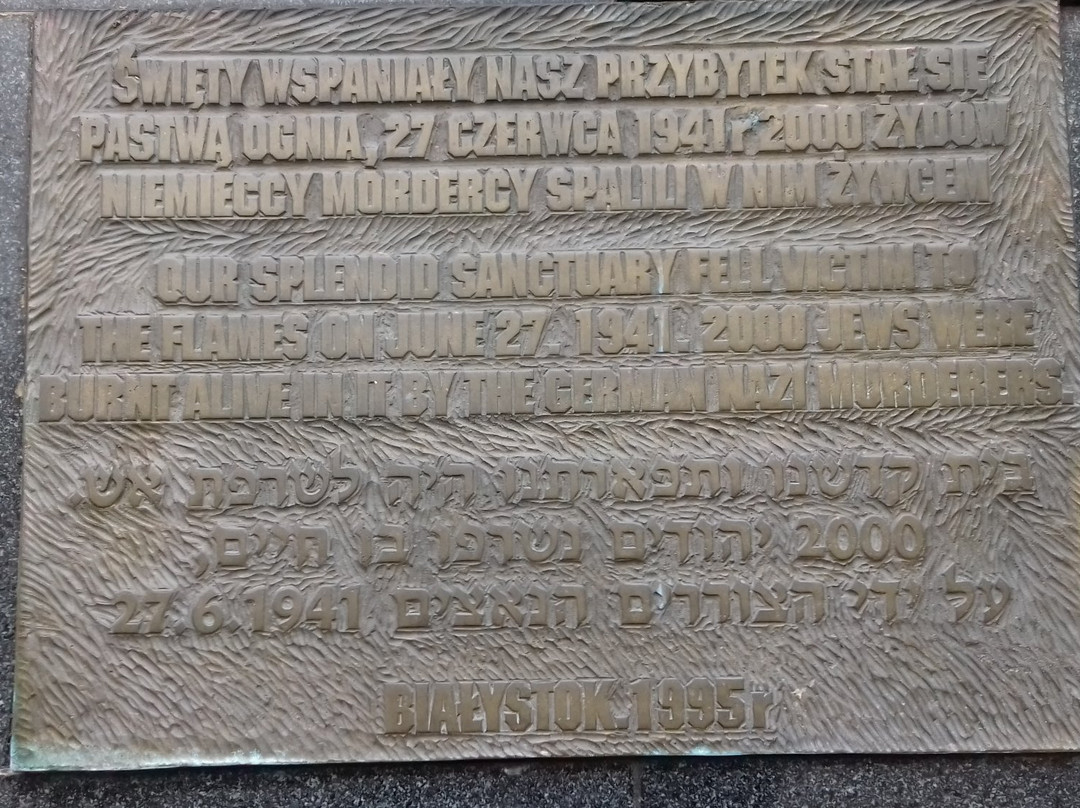 ŚWIĘTY WSPANIAŁY NASZ PRZYBYTEK STAŁ SIĘ
PASTWĄ OGNIA, 27 CZERWCA 1941r 2000 ŻYDÓW
NIEMIECCY MORDERCY SPALILI W NIM ŻYWCEM
OUR SPLENDID SANCTUARY FELL VICTIM TO
THE FLAMES ON JUNE 27, 1941. 2000 JEWS WERE
BURNT ALIVE IN IT BY THE GERMAN NAZI MURDERERS.
בית קדשנו ותפארתנו היה לשרפת אש.
2000 יהודים נשרפו בו חיים,
על ידי הצוררים הנאצים 27.6.1941
BIAŁYSTOK.1995r